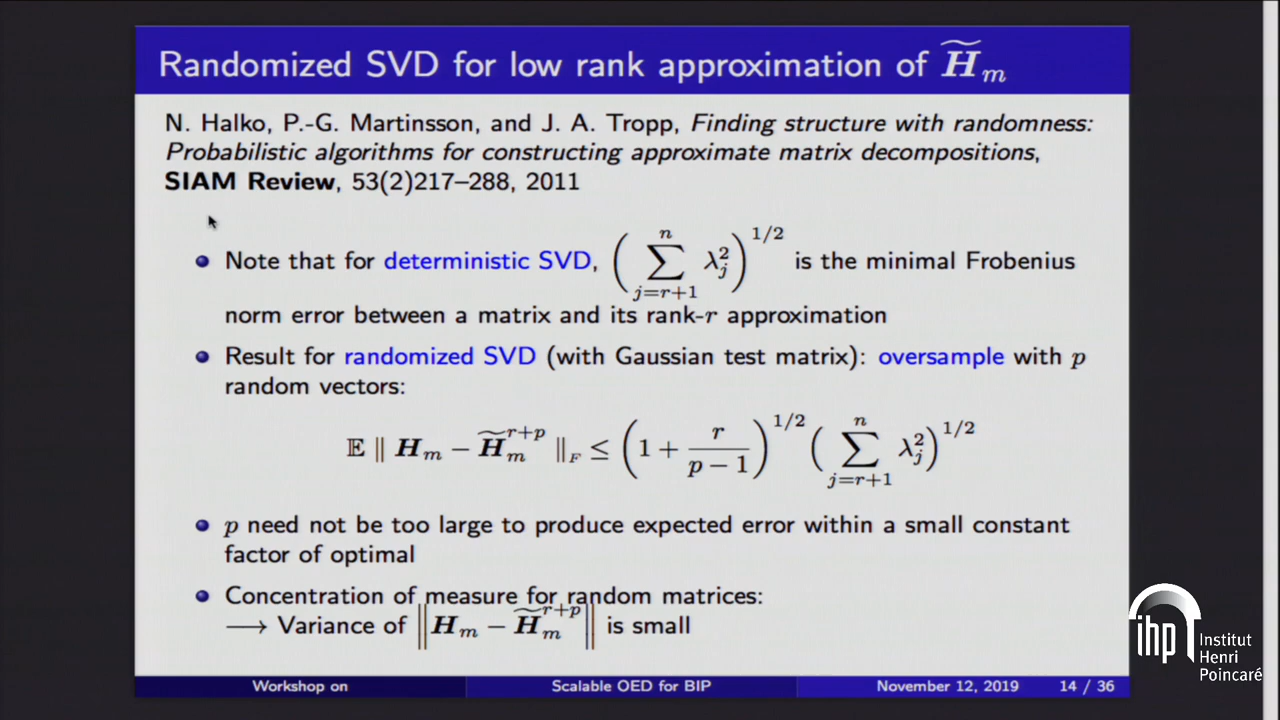 Randomized SVD for low rank approximation of H̃_m
N. Halko, P.-G. Martinsson, and J. A. Tropp, Finding structure with randomness:
Probabilistic algorithms for constructing approximate matrix decompositions,
SIAM Review, 53(2)217–288, 2011
Note that for deterministic SVD, (∑_{j=r+1}^{n} λ_j^2)^{1/2} is the minimal Frobenius
norm error between a matrix and its rank-r approximation
Result for randomized SVD (with Gaussian test matrix): oversample with p
random vectors:
𝔼 ∥ H_m − H̃_m^{r+p} ∥_F ≤ (1 + r/(p − 1))^{1/2} (∑_{j=r+1}^{n} λ_j^2)^{1/2}
p need not be too large to produce expected error within a small constant
factor of optimal
Concentration of measure for random matrices:
⟶ Variance of ∥H_m − H̃_m^{r+p}∥ is small
Workshop on Scalable OED for BIP November 12, 2019 14 / 36
ihp Institut
Henri
Poincaré